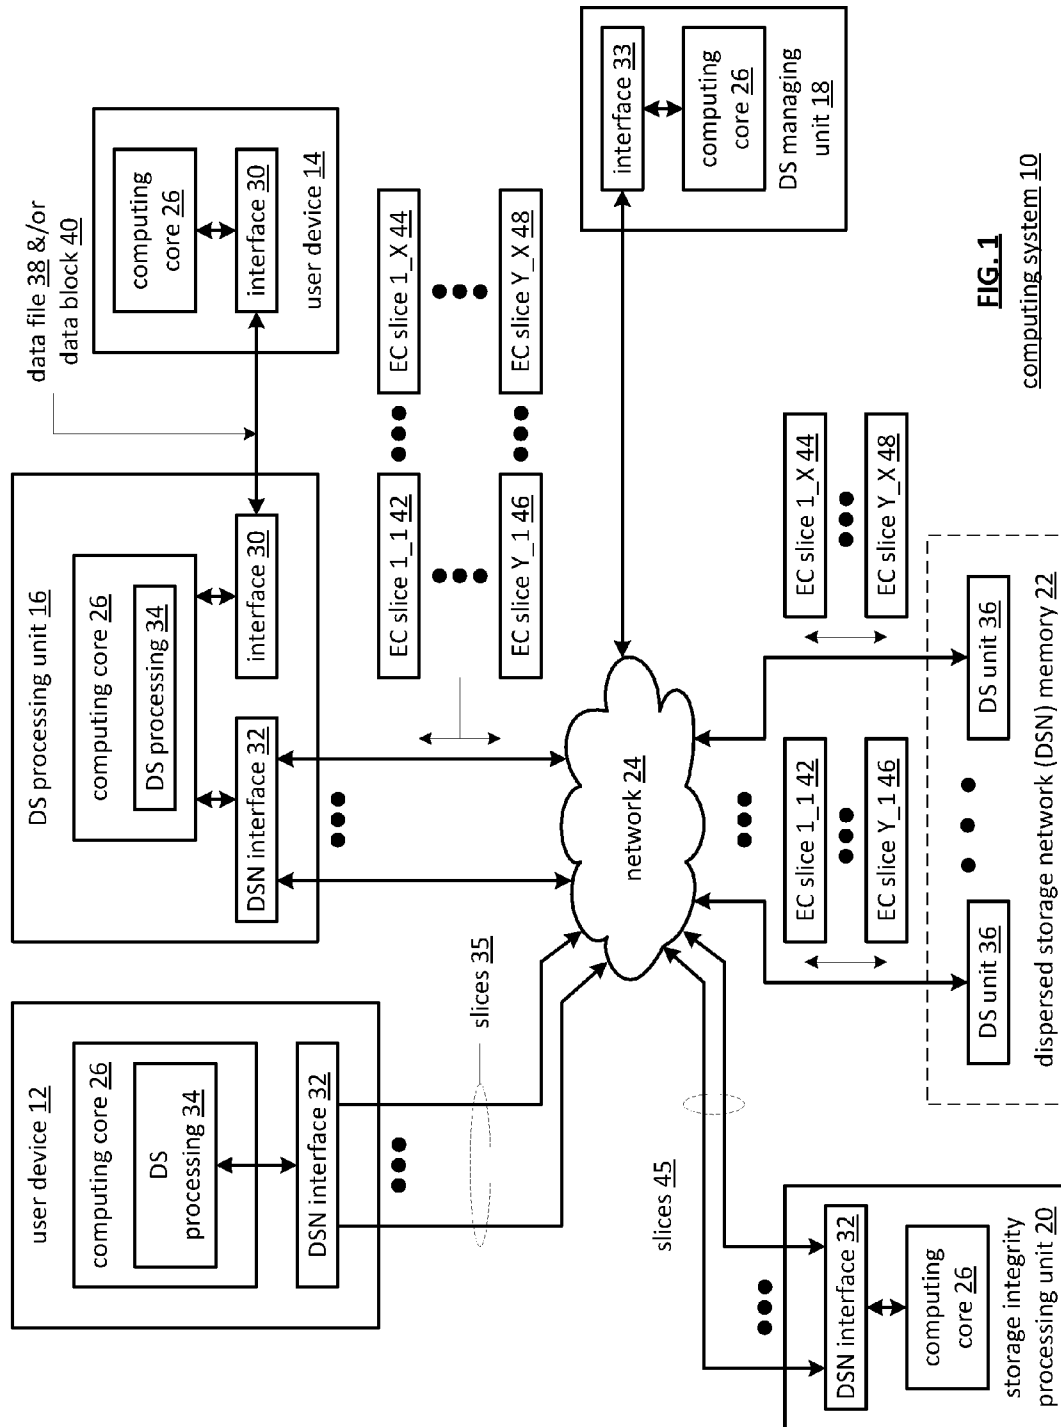 user device 12
computing core 26
DS
processing 34
DSN interface 32
DS processing unit 16
computing core 26
DS processing 34
DSN interface 32
interface 30
data file 38 &/or
data block 40
computing
core 26
interface 30
user device 14
slices 35
EC slice 1_1 42
EC slice 1_X 44
EC slice Y_1 46
EC slice Y_X 48
network 24
interface 33
computing
core 26
DS managing
unit 18
slices 45
DSN interface 32
computing
core 26
storage integrity
processing unit 20
EC slice 1_1 42
EC slice Y_1 46
EC slice 1_X 44
EC slice Y_X 48
DS unit 36
DS unit 36
dispersed storage network (DSN) memory 22
FIG. 1
computing system 10